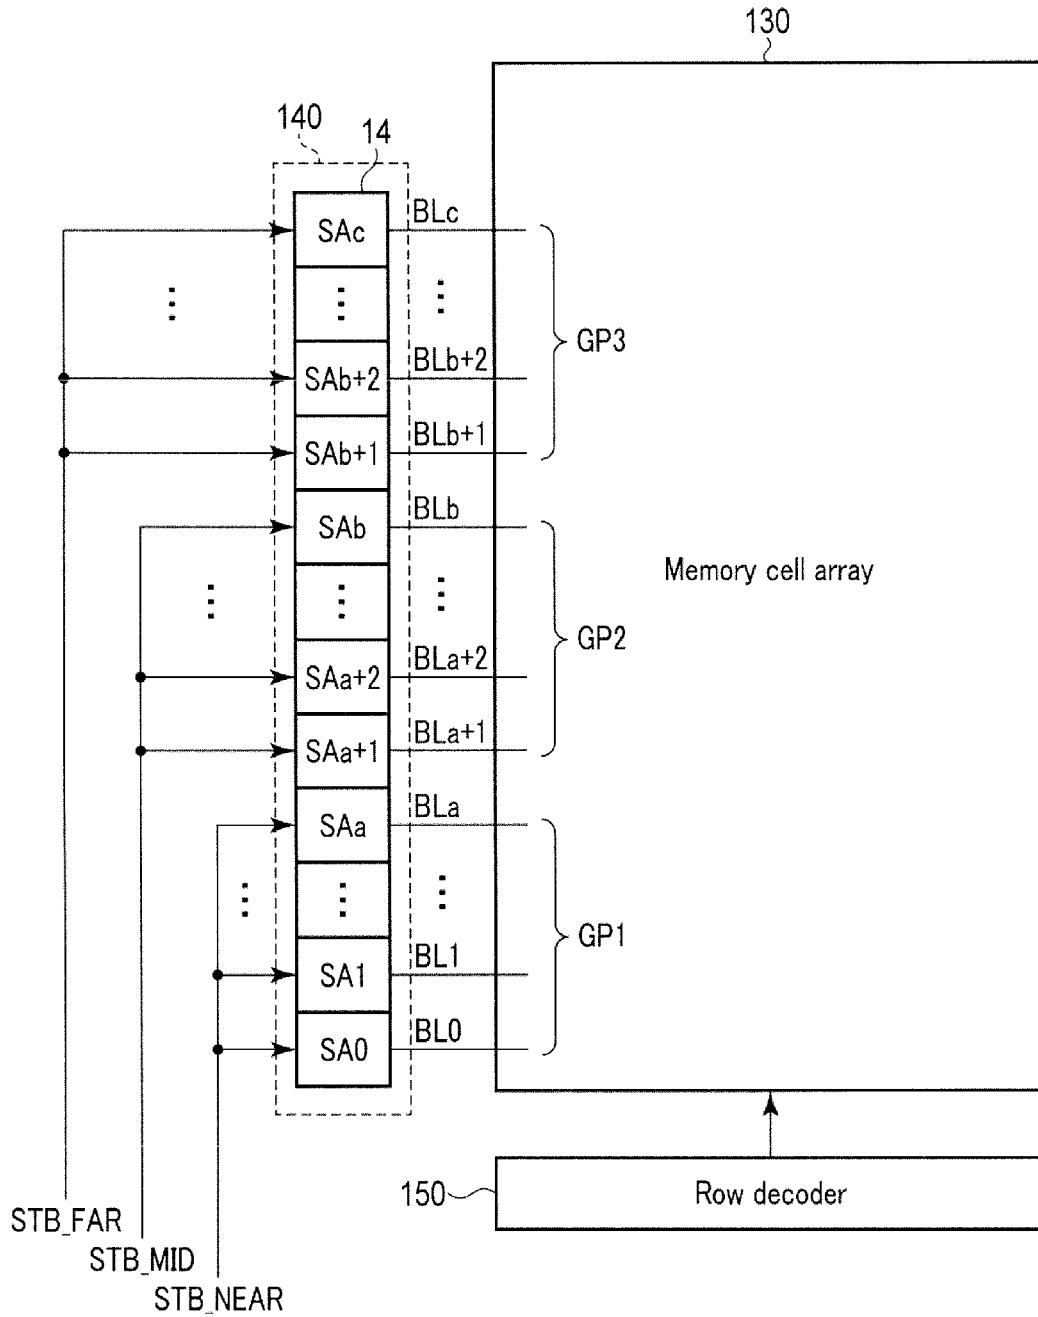 130
140
14
SAc
BLc
SAb+2
BLb+2
SAb+1
BLb+1
GP3
SAb
BLb
Memory cell array
GP2
SAa+2
BLa+2
SAa+1
BLa+1
SAa
BLa
GP1
SA1
BL1
SA0
BL0
150
Row decoder
STB_FAR
STB_MID
STB_NEAR